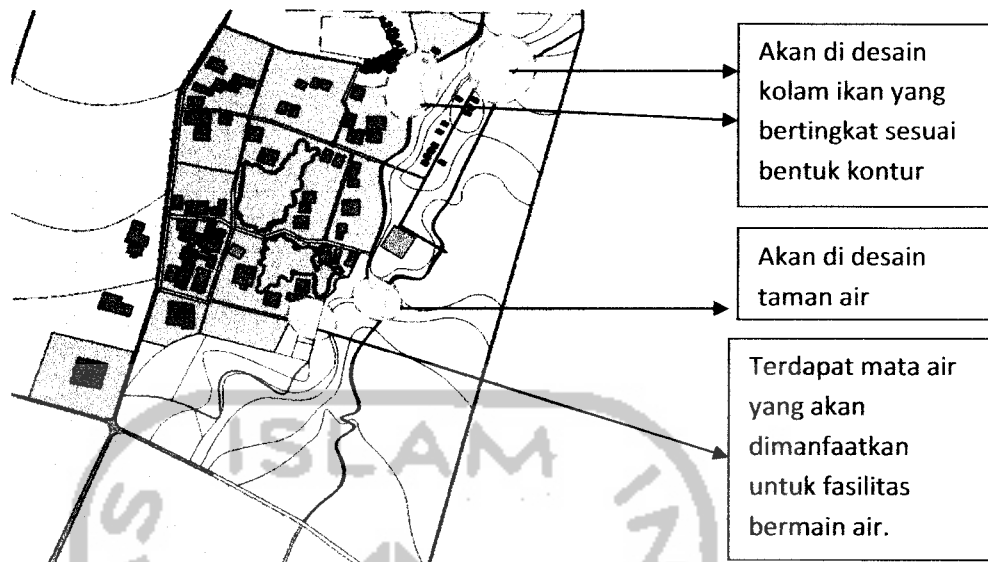 Akan di desain
kolam ikan yang
bertingkat sesuai
bentuk kontur
Akan di desain
taman air
Terdapat mata air
yang akan
dimanfaatkan
untuk fasilitas
bermain air.
ISLAM